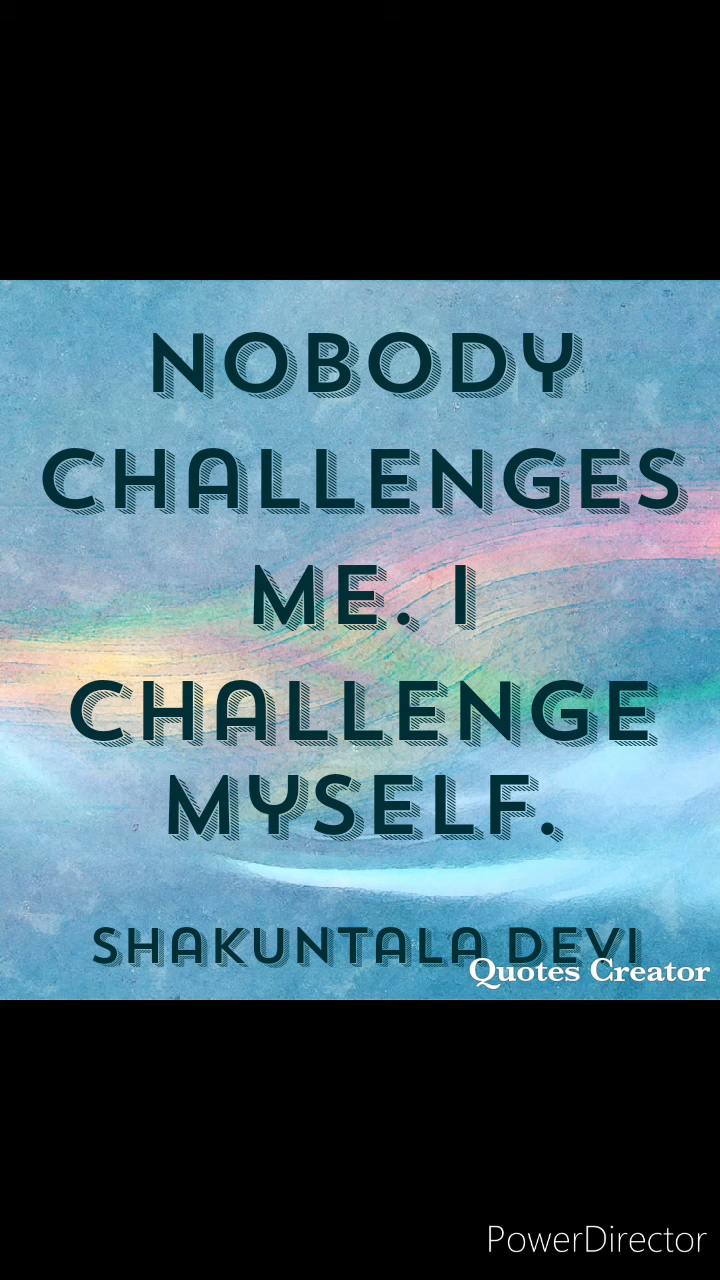 NOBODY
CHALLENGES
ME. I
CHALLENGE
MYSELF.
SHAKUNTALA DEVI
Quotes Creator
PowerDirector